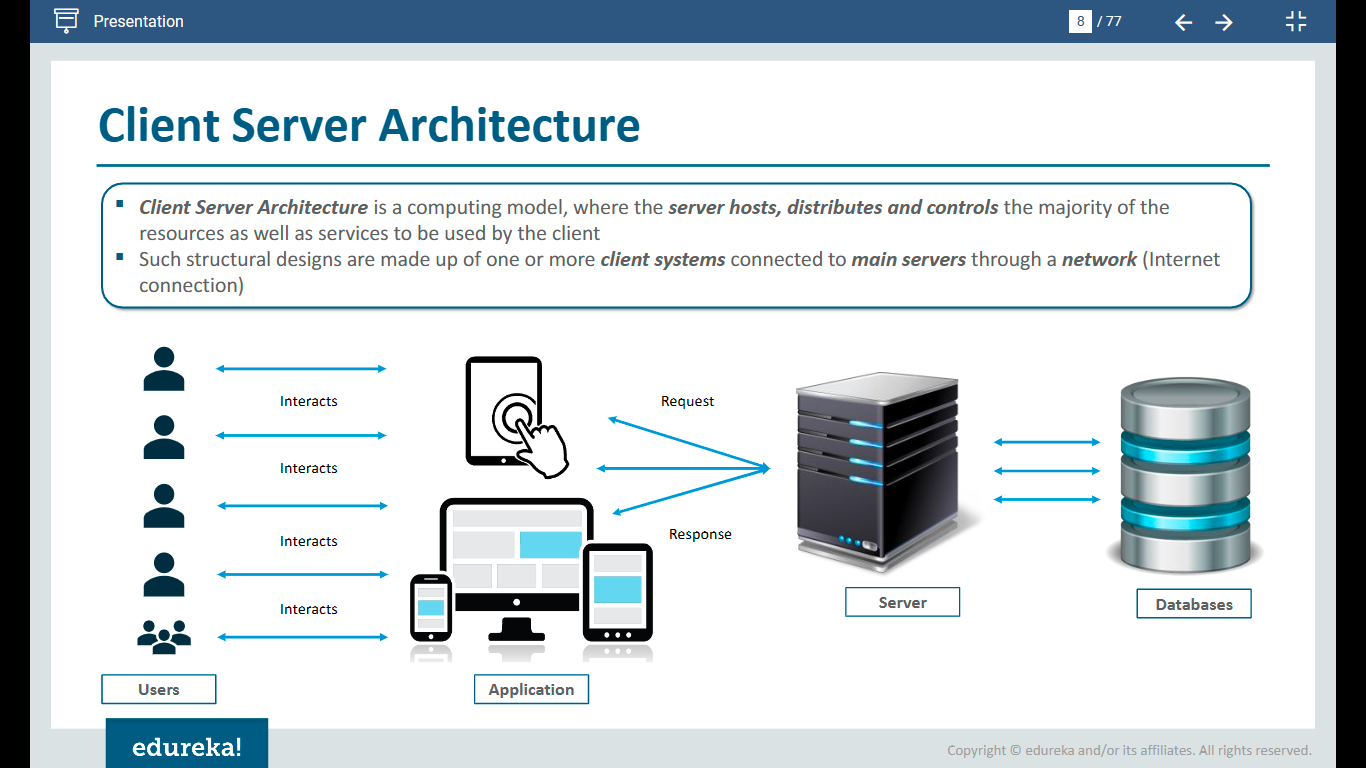 Presentation
8 / 77
Client Server Architecture
▪ Client Server Architecture is a computing model, where the server hosts, distributes and controls the majority of the
resources as well as services to be used by the client
▪ Such structural designs are made up of one or more client systems connected to main servers through a network (Internet
connection)
Interacts
Interacts
Interacts
Interacts
Request
Response
Users
Application
Server
Databases
edureka!
Copyright © edureka and/or its affiliates. All rights reserved.